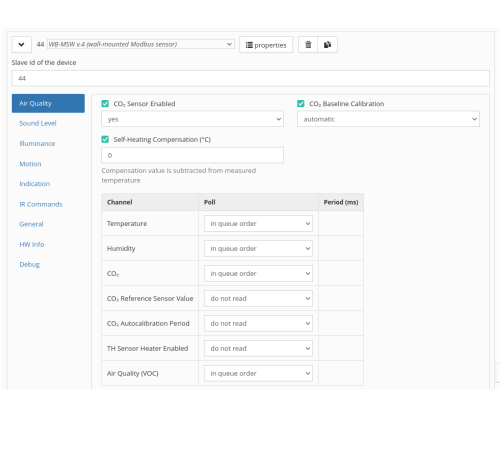 44 WB-MSW v.4 (wall-mounted Modbus sensor) properties
Slave id of the device
44
Air Quality
Sound Level
Illuminance
Motion
Indication
IR Commands
General
HW Info
Debug
CO₂ Sensor Enabled
yes
CO₂ Baseline Calibration
automatic
Self-Heating Compensation (°C)
0
Compensation value is subtracted from measured
temperature
Channel Poll Period (ms)
Temperature in queue order
Humidity in queue order
CO₂ in queue order
CO₂ Reference Sensor Value do not read
CO₂ Autocalibration Period do not read
TH Sensor Heater Enabled do not read
Air Quality (VOC) in queue order